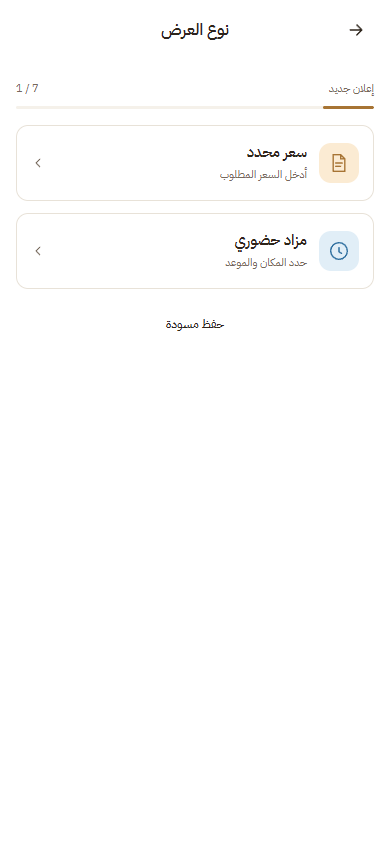 نوع العرض
إعلان جديد
1 / 7
سعر محدد
أدخل السعر المطلوب
مزاد حضوري
حدد المكان والموعد
حفظ مسودة